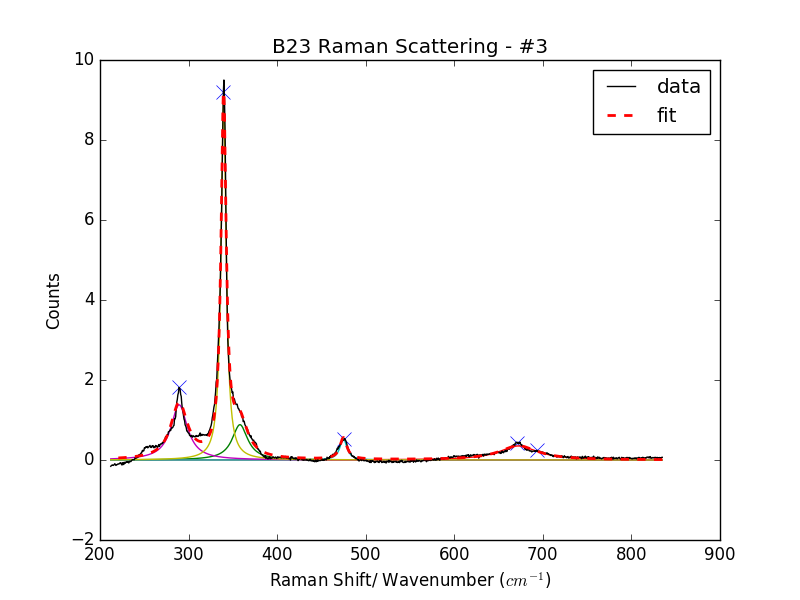 B23 Raman Scattering - #3
data
fit
10
8
6
4
2
0
−2
Counts
200 300 400 500 600 700 800 900
Raman Shift/ Wavenumber (cm⁻¹)